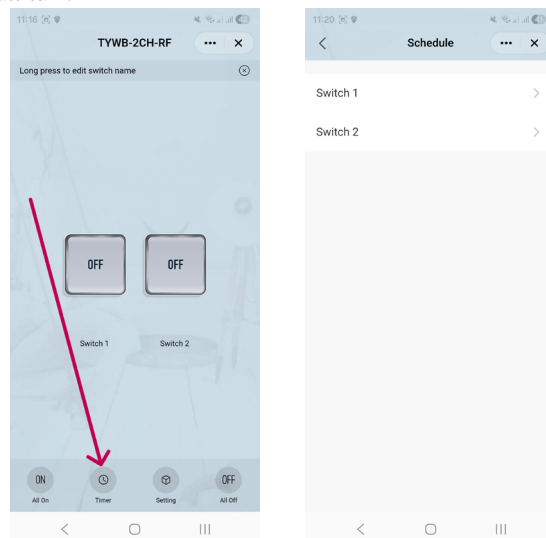 11:16
TYWB-2CH-RF
Long press to edit switch name
OFF
OFF
Switch 1
Switch 2
ON
OFF
All On
Timer
Setting
All Off
11:20
Schedule
Switch 1
Switch 2